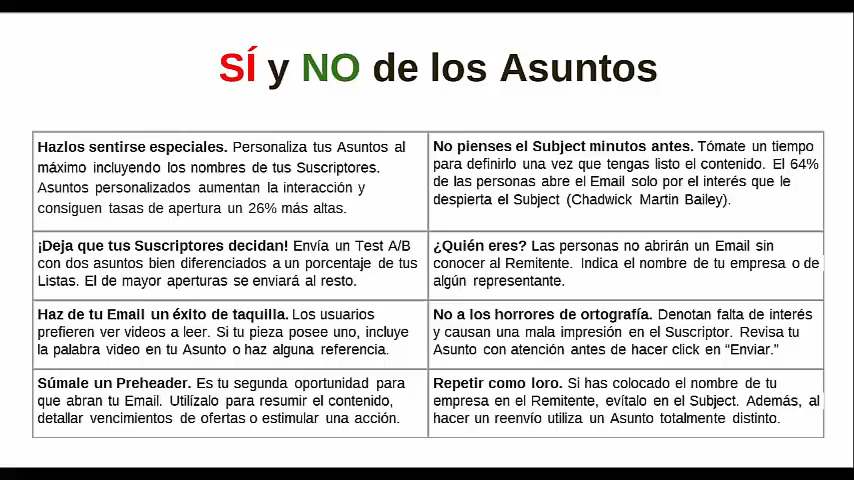 SÍ y NO de los Asuntos
Hazlos sentirse especiales. Personaliza tus Asuntos al
máximo incluyendo los nombres de tus Suscriptores.
Asuntos personalizados aumentan la interacción y
consiguen tasas de apertura un 26% más altas.
No pienses el Subject minutos antes. Tómate un tiempo
para definirlo una vez que tengas listo el contenido. El 64%
de las personas abre el Email solo por el interés que le
despierta el Subject (Chadwick Martin Bailey).
¡Deja que tus Suscriptores decidan! Envía un Test A/B
con dos asuntos bien diferenciados a un porcentaje de tus
Listas. El de mayor aperturas se enviará al resto.
¿Quién eres? Las personas no abrirán un Email sin
conocer al Remitente. Indica el nombre de tu empresa o de
algún representante.
Haz de tu Email un éxito de taquilla. Los usuarios
prefieren ver videos a leer. Si tu pieza posee uno, incluye
la palabra video en tu Asunto o haz alguna referencia.
No a los horrores de ortografía. Denotan falta de interés
y causan una mala impresión en el Suscriptor. Revisa tu
Asunto con atención antes de hacer click en “Enviar.”
Súmale un Preheader. Es tu segunda oportunidad para
que abran tu Email. Utilízalo para resumir el contenido,
detallar vencimientos de ofertas o estimular una acción.
Repetir como loro. Si has colocado el nombre de tu
empresa en el Remitente, evítalo en el Subject. Además, al
hacer un reenvío utiliza un Asunto totalmente distinto.